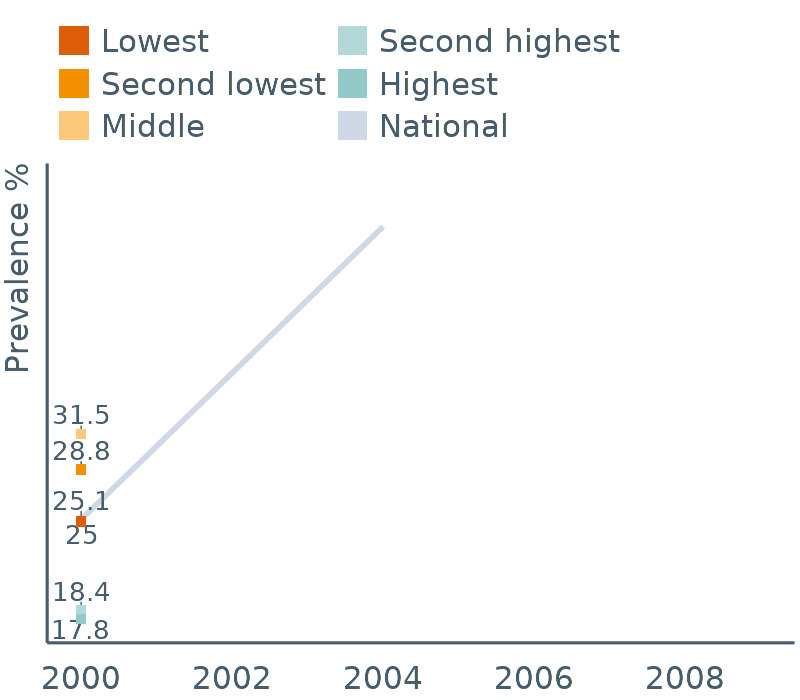 Lowest
Second lowest
Middle
Second highest
Highest
National
Prevalence %
31.5
28.8
25.1
25
18.4
17.8
2000 2002 2004 2006 2008